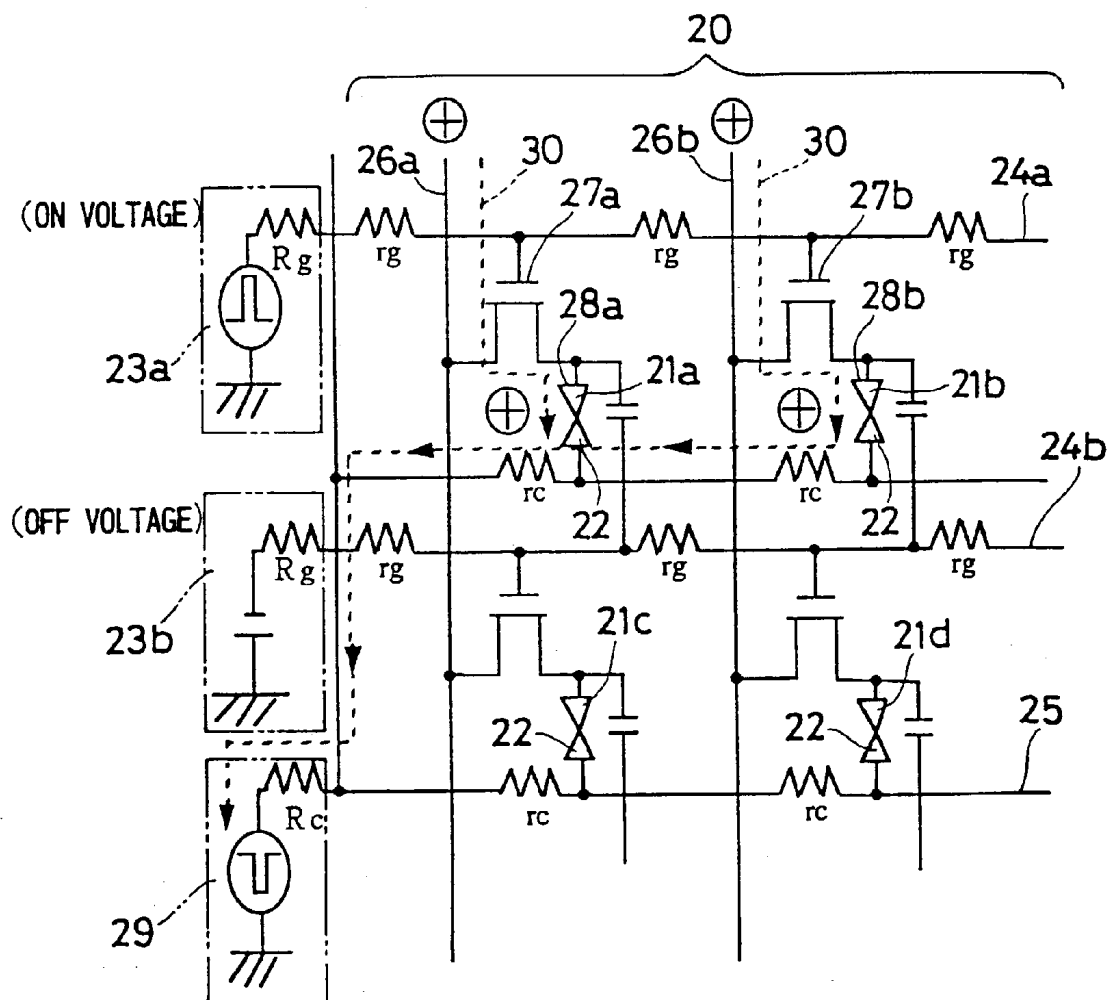 20
26a
30
26b
30
24a
27a
27b
(ON VOLTAGE)
Rg
rg
rg
rg
28a
28b
23a
21a
21b
24b
rc
22
rc
22
(OFF VOLTAGE)
Rg
rg
rg
rg
23b
21c
21d
22
22
25
Rc
rc
rc
29